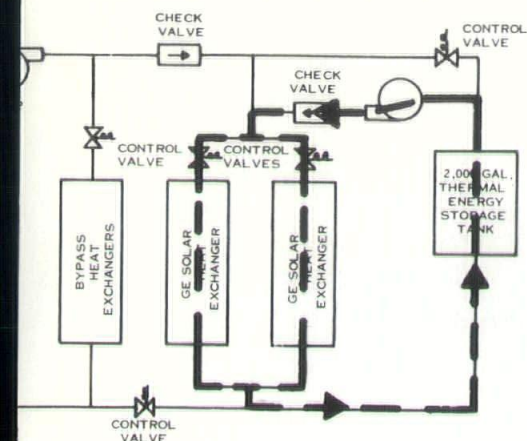 CHECK
VALVE
CONTROL
VALVE
CHECK
VALVE
CONTROL
VALVE
CONTROL
VALVES
2,000 GAL.
THERMAL
ENERGY
STORAGE
TANK
BYPASS
HEAT
EXCHANGERS
GE SOLAR
HEAT
EXCHANGER
GE SOLAR
HEAT
EXCHANGER
CONTROL
VALVE